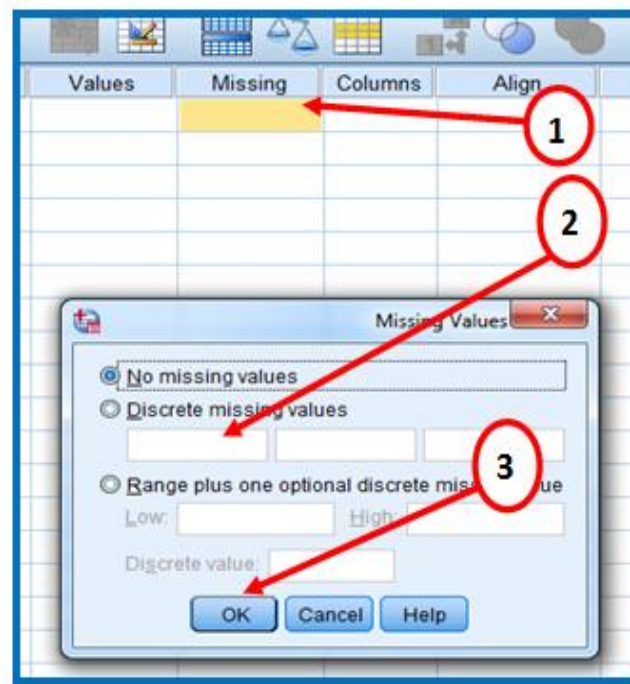 Values Missing Columns Align
1
2
Missing Values
No missing values
Discrete missing values
3
Range plus one optional discrete missing value
Low: High:
Discrete value:
OK Cancel Help